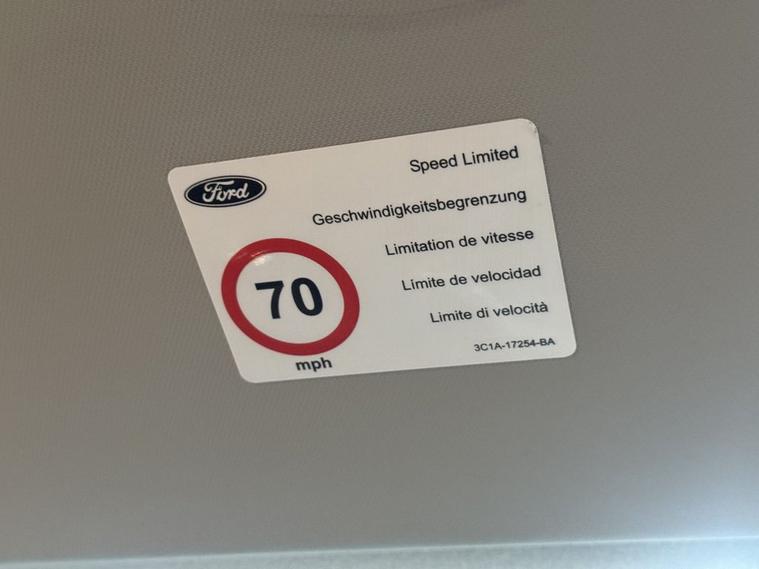 Ford
Speed Limited
Geschwindigkeitsbegrenzung
Limitation de vitesse
Limite de velocidad
Limite di velocità
70
mph
3C1A-17254-BA